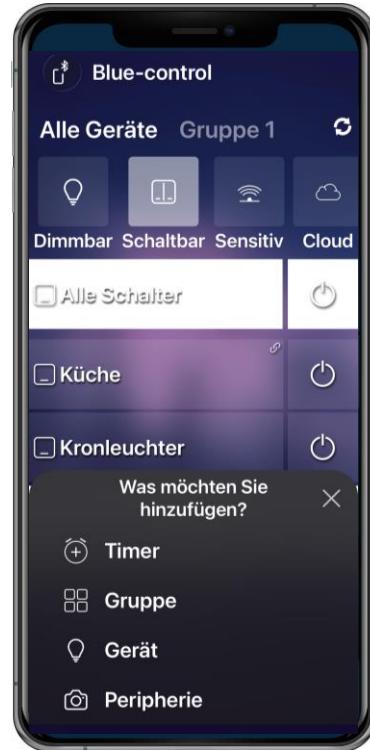 Blue-control
Alle Geräte Gruppe 1
Dimmbar Schaltbar Sensitiv Cloud
Alle Schalter
Küche
Kronleuchter
Was möchten Sie
hinzufügen?
Timer
Gruppe
Gerät
Peripherie